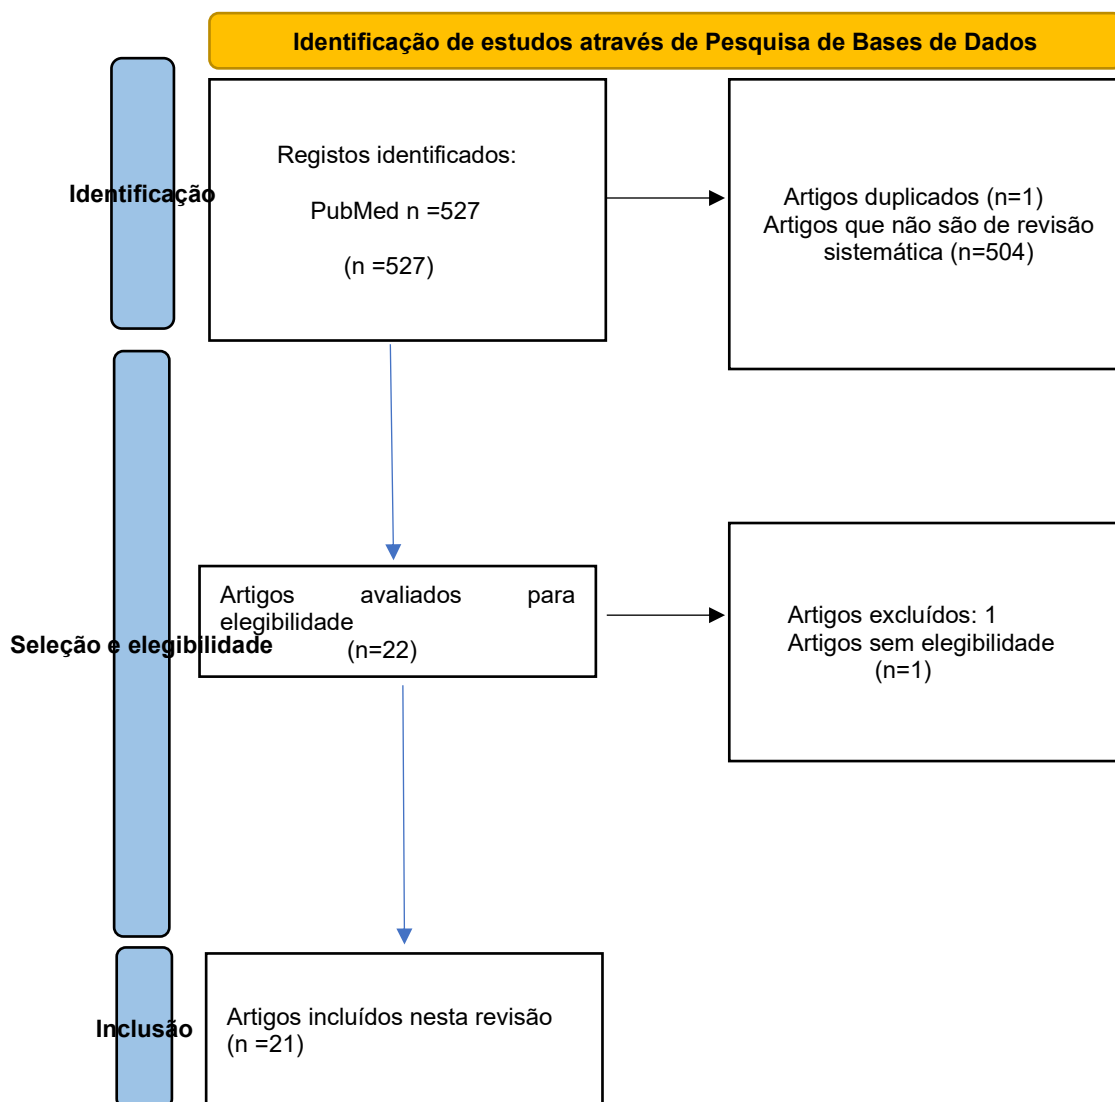 Identificação de estudos através de Pesquisa de Bases de Dados
Identificação
Registos identificados:
PubMed n =527
(n =527)
Artigos duplicados (n=1)
Artigos que não são de revisão
sistemática (n=504)
Seleção e elegibilidade
Artigos avaliados para
elegibilidade
(n=22)
Artigos excluídos: 1
Artigos sem elegibilidade
(n=1)
Inclusão
Artigos incluídos nesta revisão
(n =21)